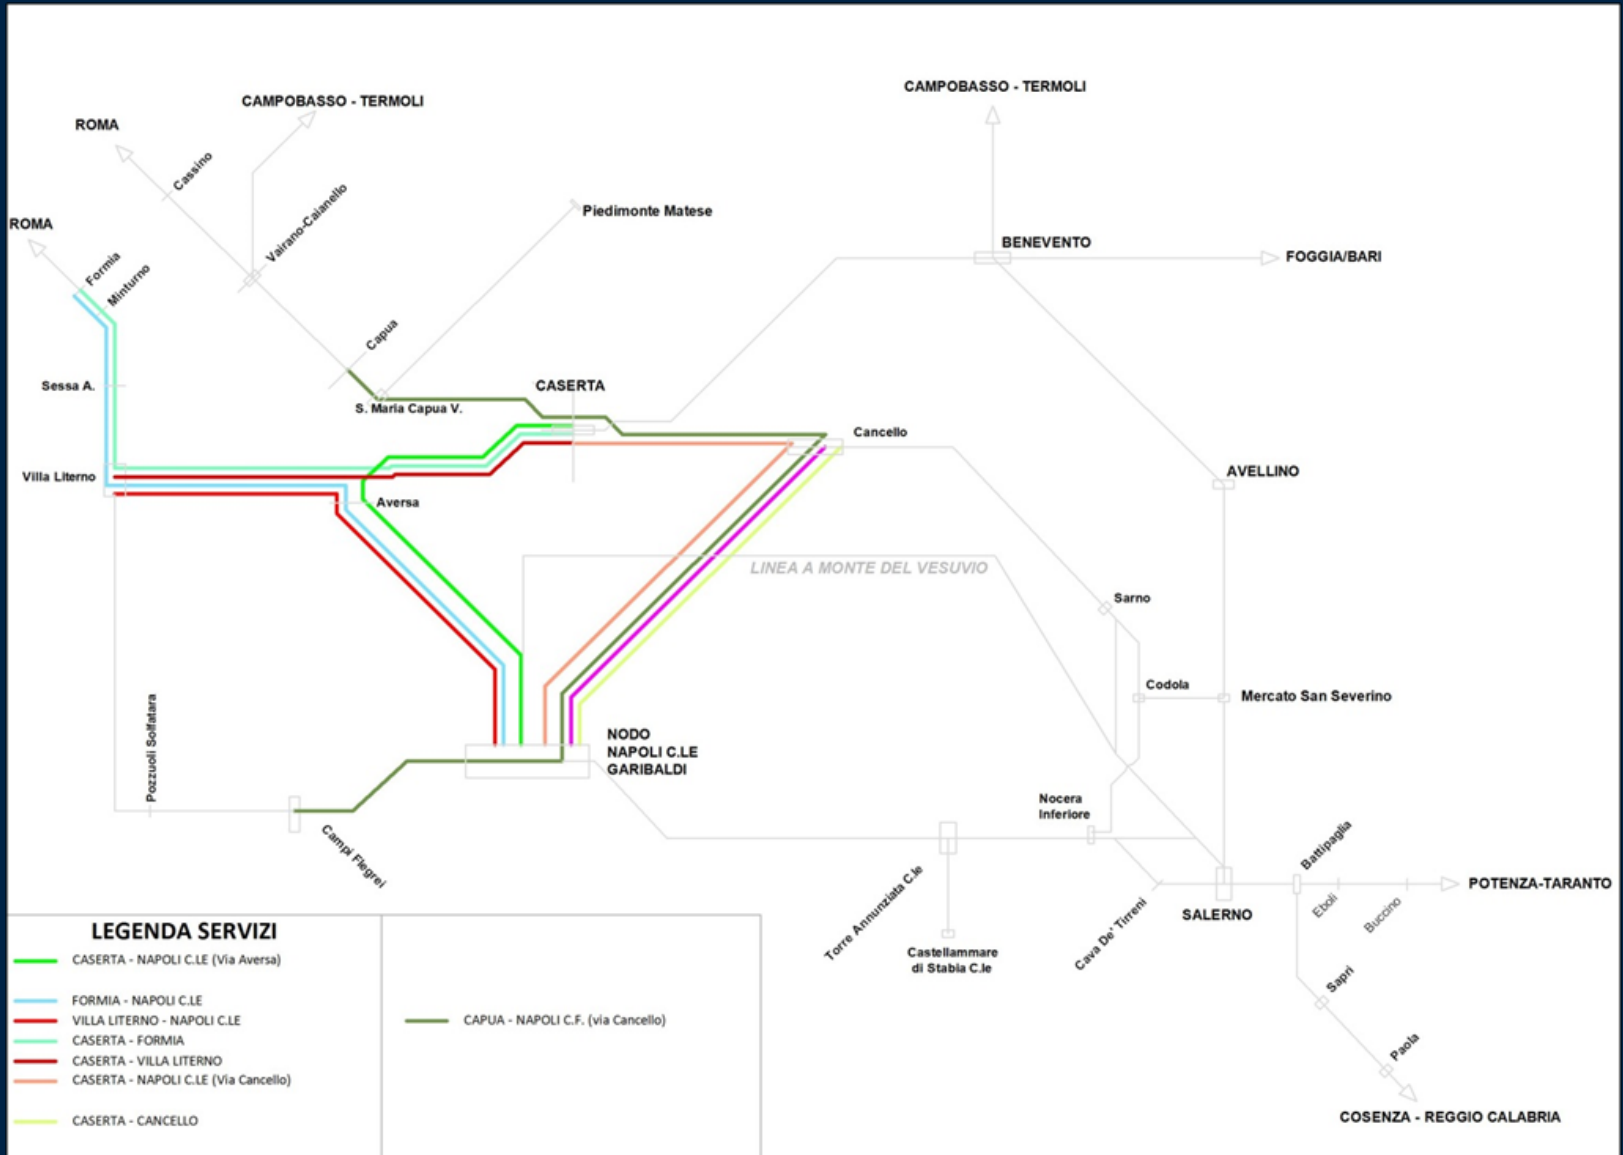 CAMPOBASSO - TERMOLI
CAMPOBASSO - TERMOLI
ROMA
Cassino
Vairano-Caianello
Piedimonte Matese
ROMA
BENEVENTO
FOGGIA/BARI
Formia
Minturno
Capua
Sessa A.
CASERTA
S. Maria Capua V.
Cancello
Villa Literno
AVELLINO
Aversa
LINEA A MONTE DEL VESUVIO
Sarno
Codola
Mercato San Severino
Pozzuoli Solfatara
NODO
NAPOLI C.LE
GARIBALDI
Nocera
Inferiore
Campi Flegrei
Battipaglia
POTENZA-TARANTO
Eboli
Buccino
Torre Annunziata C.le
Cava De' Tirreni
SALERNO
Castellammare
di Stabia C.le
Sapri
Paola
COSENZA - REGGIO CALABRIA
LEGENDA SERVIZI
CASERTA - NAPOLI C.LE (Via Aversa)
FORMIA - NAPOLI C.LE
VILLA LITERNO - NAPOLI C.LE
CASERTA - FORMIA
CASERTA - VILLA LITERNO
CASERTA - NAPOLI C.LE (Via Cancello)
CASERTA - CANCELLO
CAPUA - NAPOLI C.F. (via Cancello)